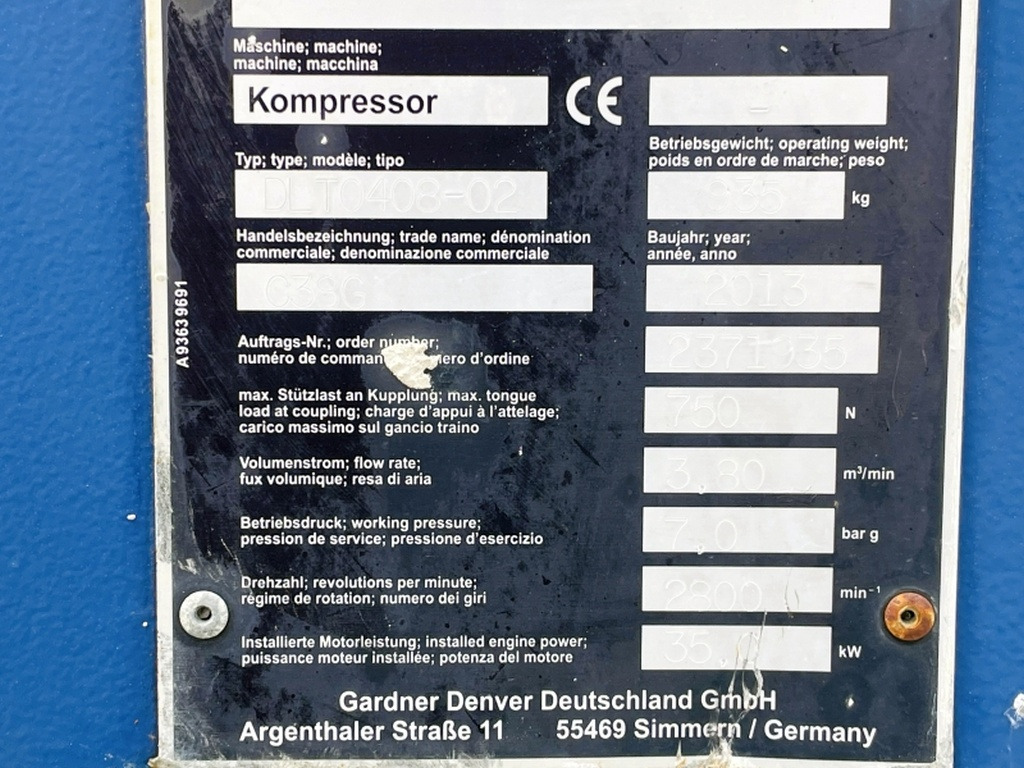 Maschine; machine;
machine; macchina
Kompressor
CE
-
Typ; type; modèle; tipo
DLT0403-02
Betriebsgewicht; operating weight;
poids en ordre de marche; peso
kg
Handelsbezeichnung; trade name; dénomination
commerciale; denominazione commerciale
Baujahr; year;
année, anno
2013
A93639691
Auftrags-Nr.; order number;
numéro de d'ordine
max. Stützlast an Kupplung; max. tongue
load at coupling; charge d'appui à l'attelage;
carico massimo sul gancio traino
750 N
Volumenstrom; flow rate;
fux volumique; resa di aria
3.80 m³/min
Betriebsdruck; working pressure;
pression de service; pressione d'esercizio
7.0 bar g
Drehzahl; revolutions per minute;
régime de rotation; numero dei giri
2800 min-¹
Installierte Motorleistung; installed engine power;
puissance moteur installée; potenza del motore
kW
Gardner Denver Deutschland GmbH
Argenthaler Straße 11 55469 Simmern / Germany